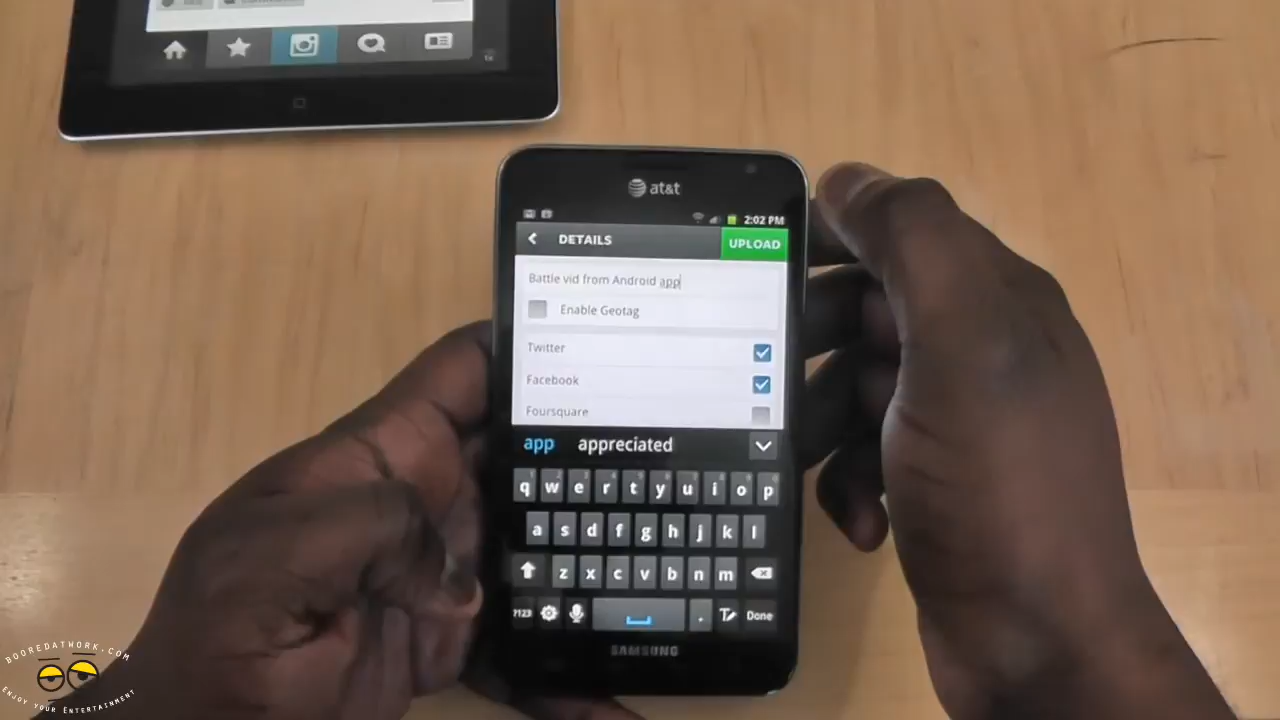 at&t
2:02 PM
DETAILS
UPLOAD
Battle vid from Android app
Enable Geotag
Twitter
Facebook
Foursquare
app appreciated
q w e r t y u i o p
a s d f g h j k l
z x c v b n m
?123 . Done
SAMSUNG
BOOREDATWORK.COM
ENJOY YOUR ENTERTAINMENT